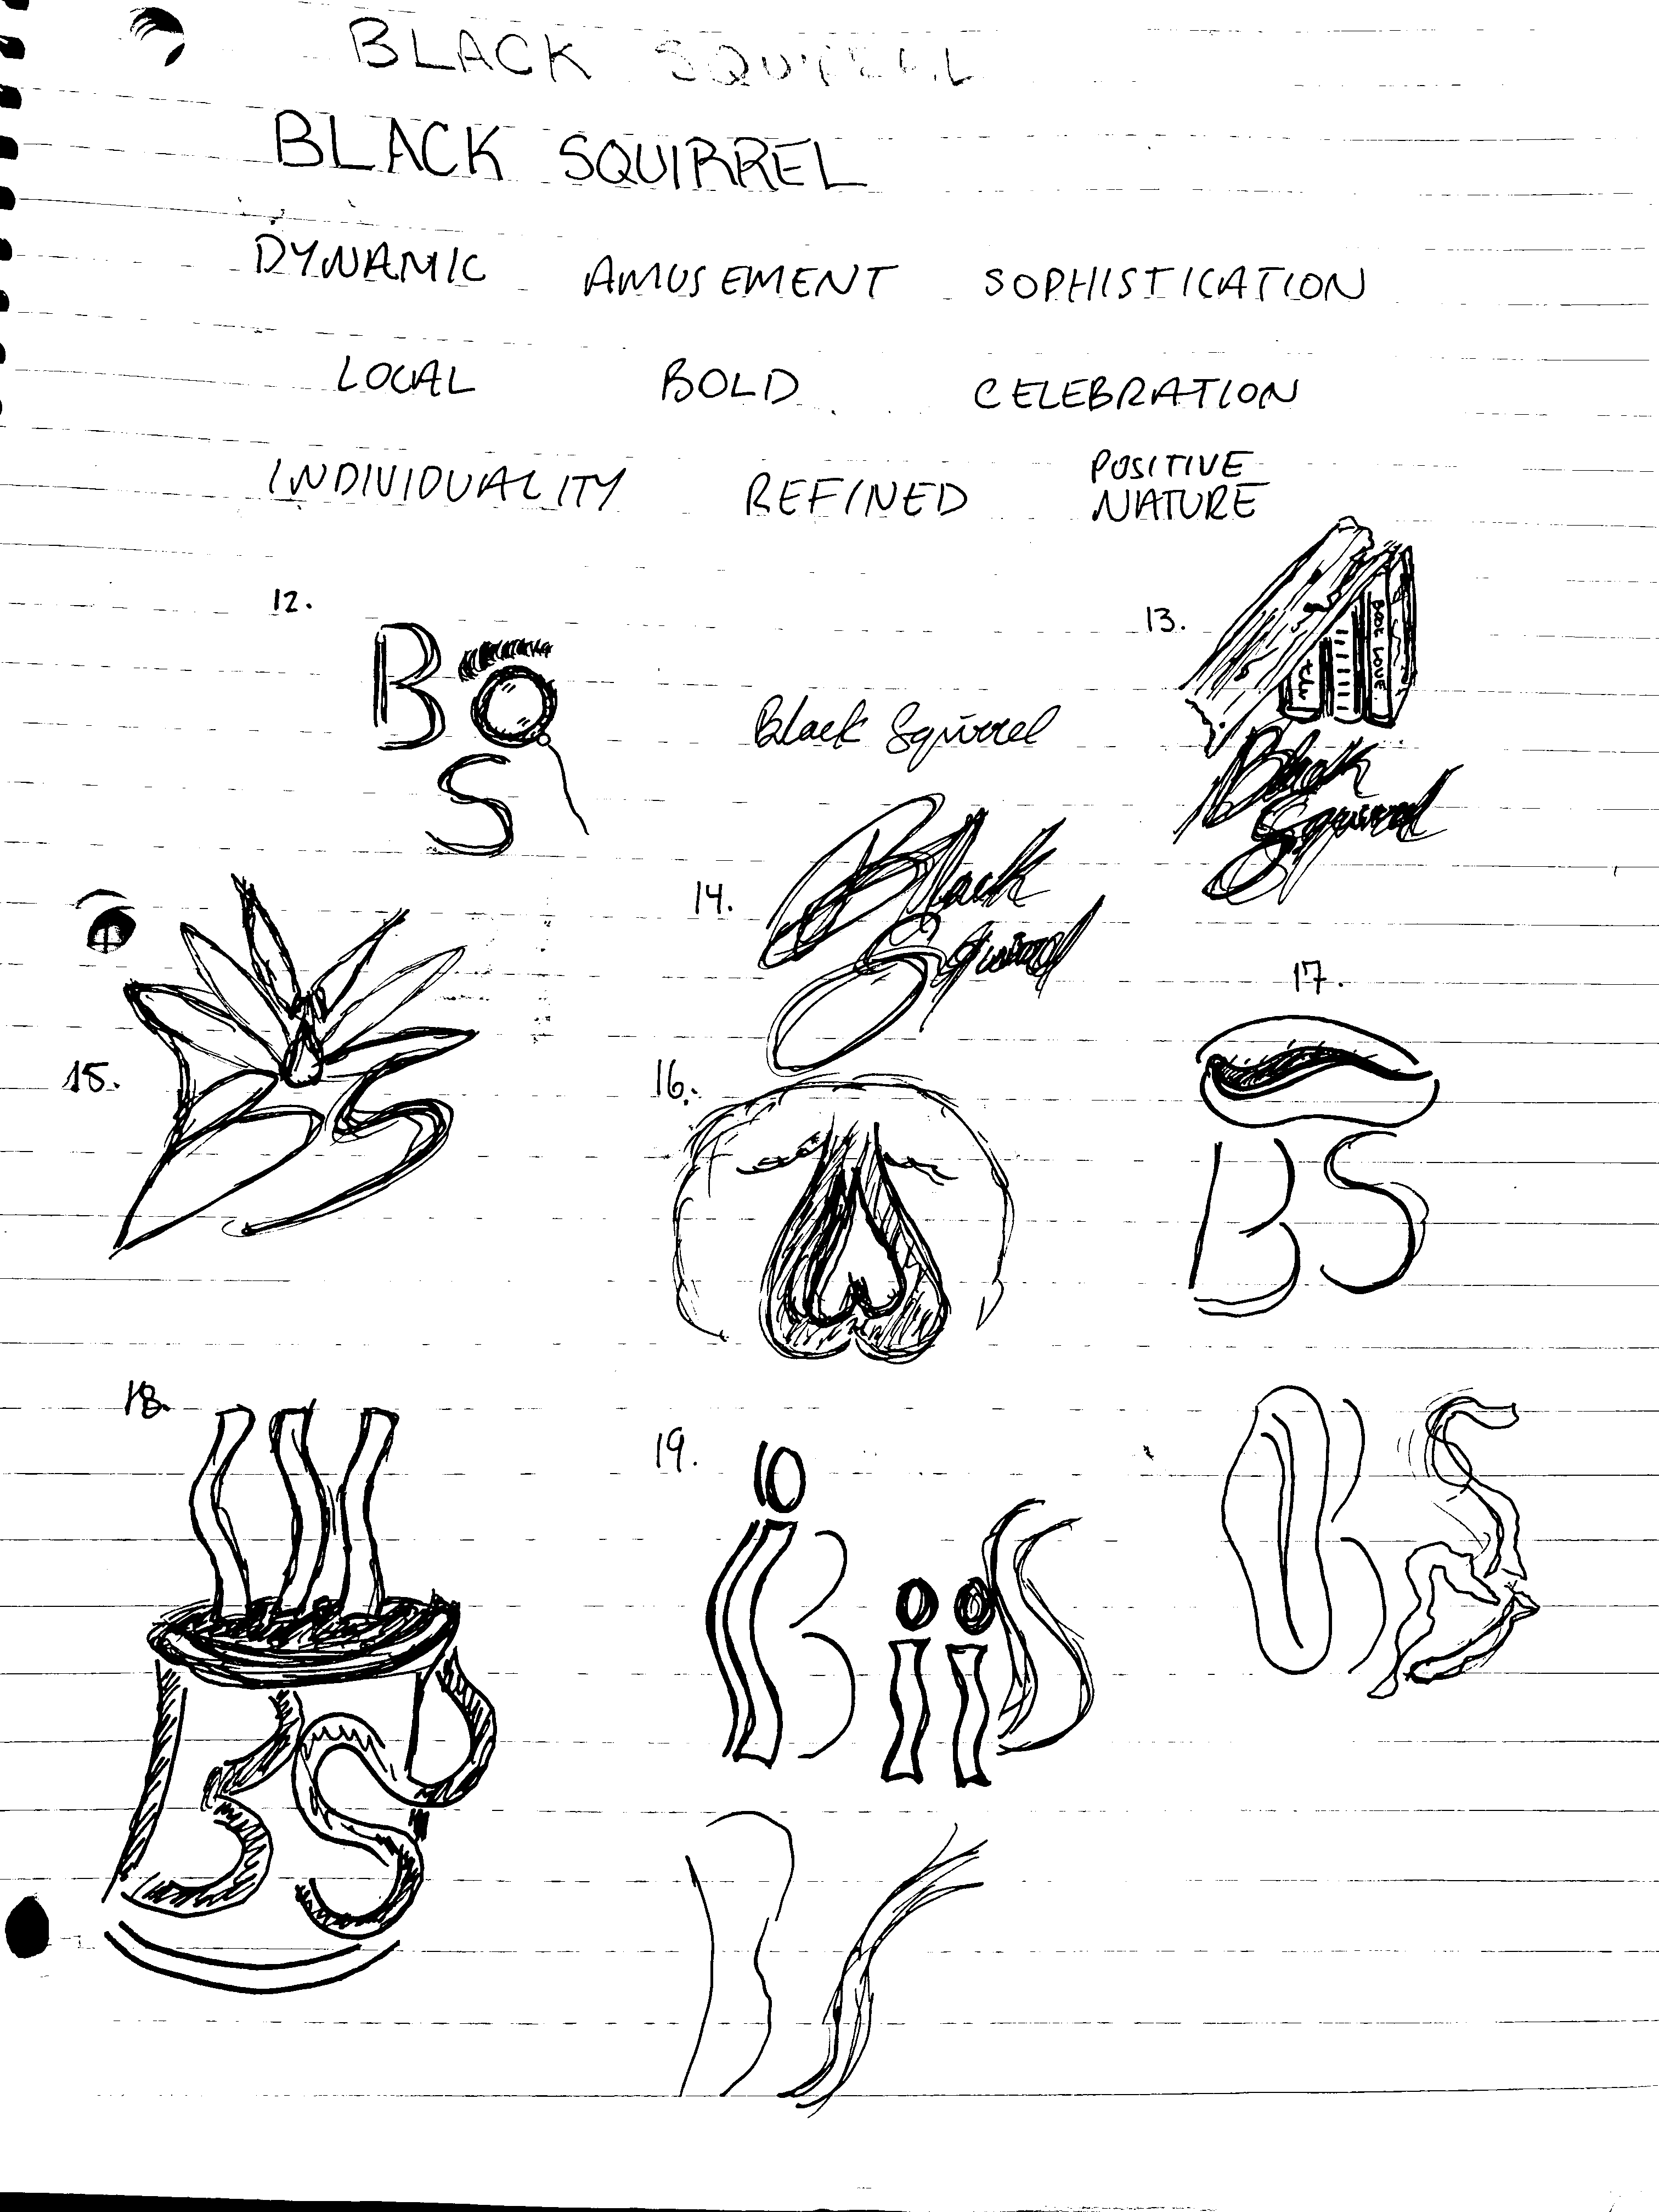 BLACK SQUIRREL
BLACK SQUIRREL
DYNAMIC AMUSEMENT SOPHISTICATION
LOCAL BOLD CELEBRATION
INDIVIDUALITY REFINED POSITIVE NATURE
12.
B
S
Black Squirrel
13.
BOOK LOVE
Black
Squirrel
14.
Black
Squirrel
15.
BS
16.
17.
BS
18.
BS
19.
BiiS
BS
BS